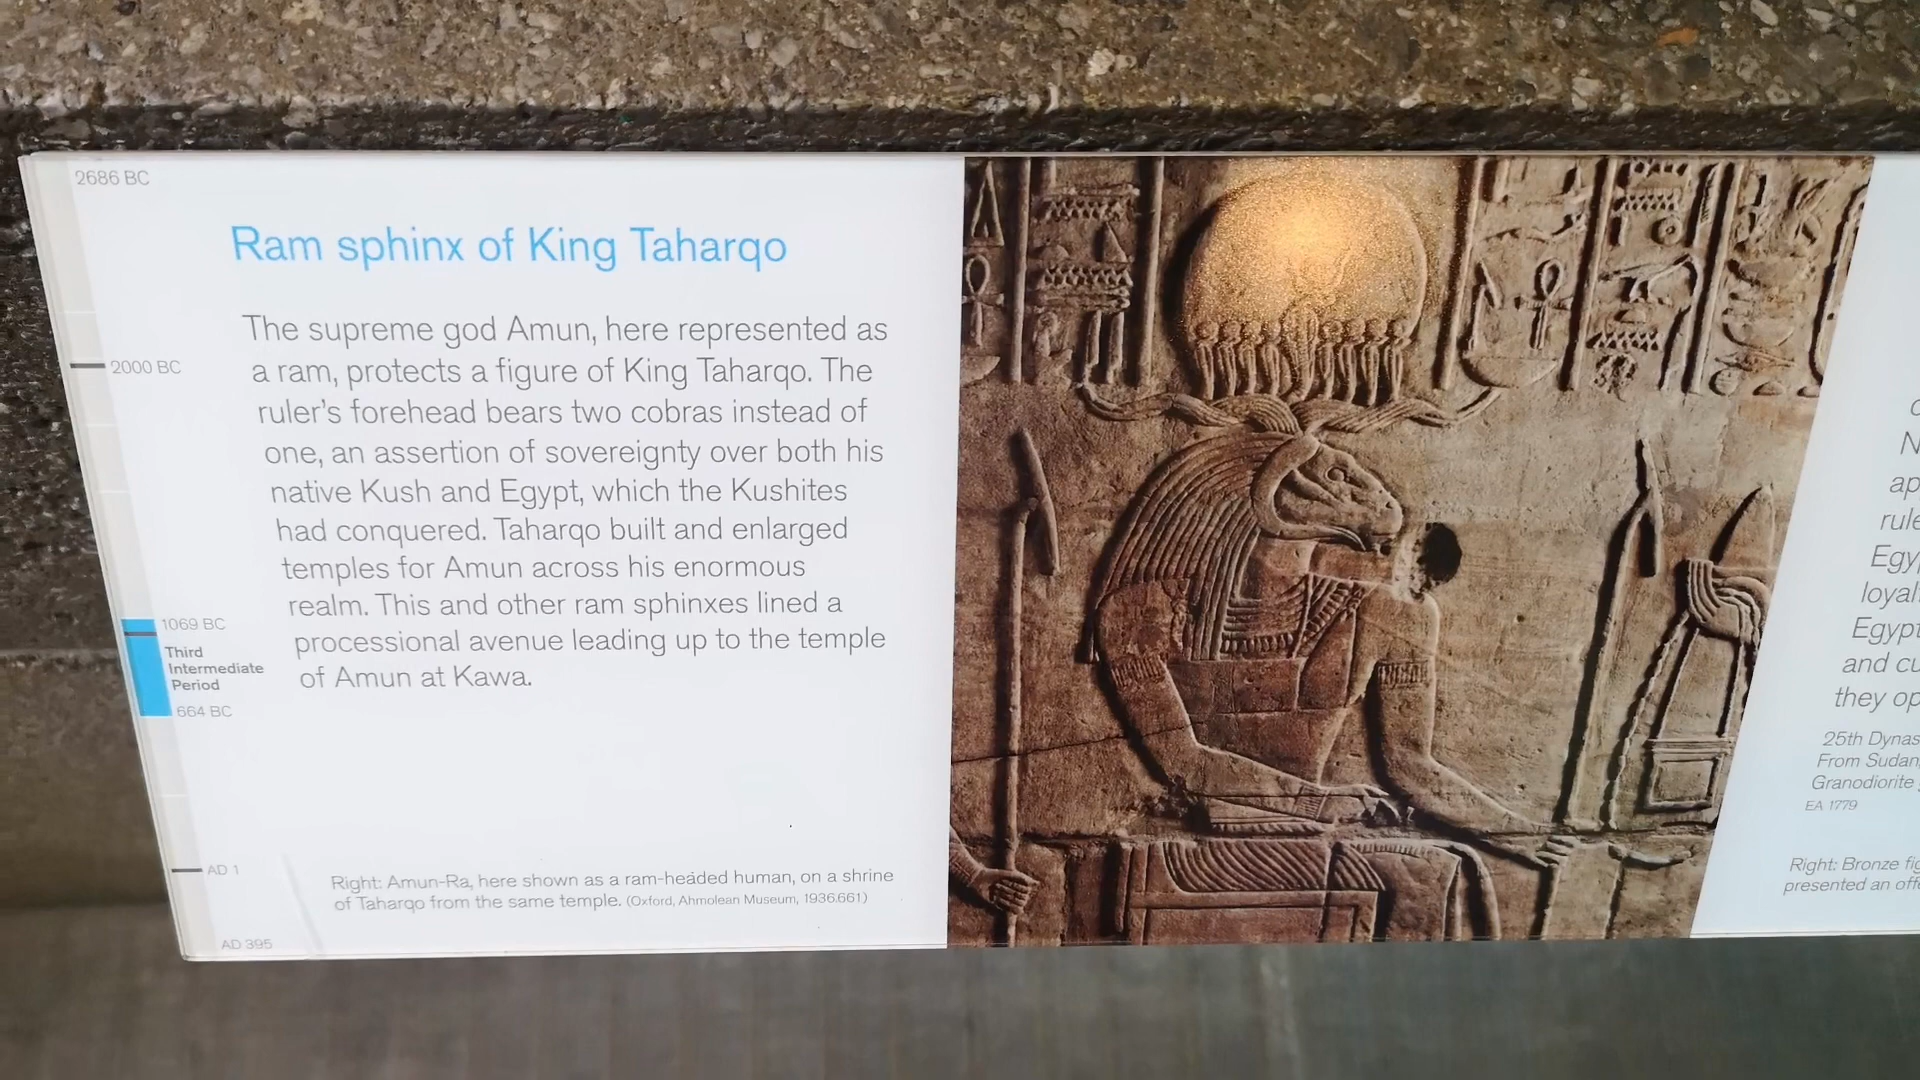 2686 BC
2000 BC
1069 BC
Third
Intermediate
Period
664 BC
AD 1
AD 395
Ram sphinx of King Taharqo
The supreme god Amun, here represented as
a ram, protects a figure of King Taharqo. The
ruler's forehead bears two cobras instead of
one, an assertion of sovereignty over both his
native Kush and Egypt, which the Kushites
had conquered. Taharqo built and enlarged
temples for Amun across his enormous
realm. This and other ram sphinxes lined a
processional avenue leading up to the temple
of Amun at Kawa.
Right: Amun-Ra, here shown as a ram-headed human, on a shrine
of Taharqo from the same temple. (Oxford, Ahmolean Museum, 1936.661)
and
they
25th
From Sudan,
Granodiorite
EA 1779
Right: Bronze
presented an